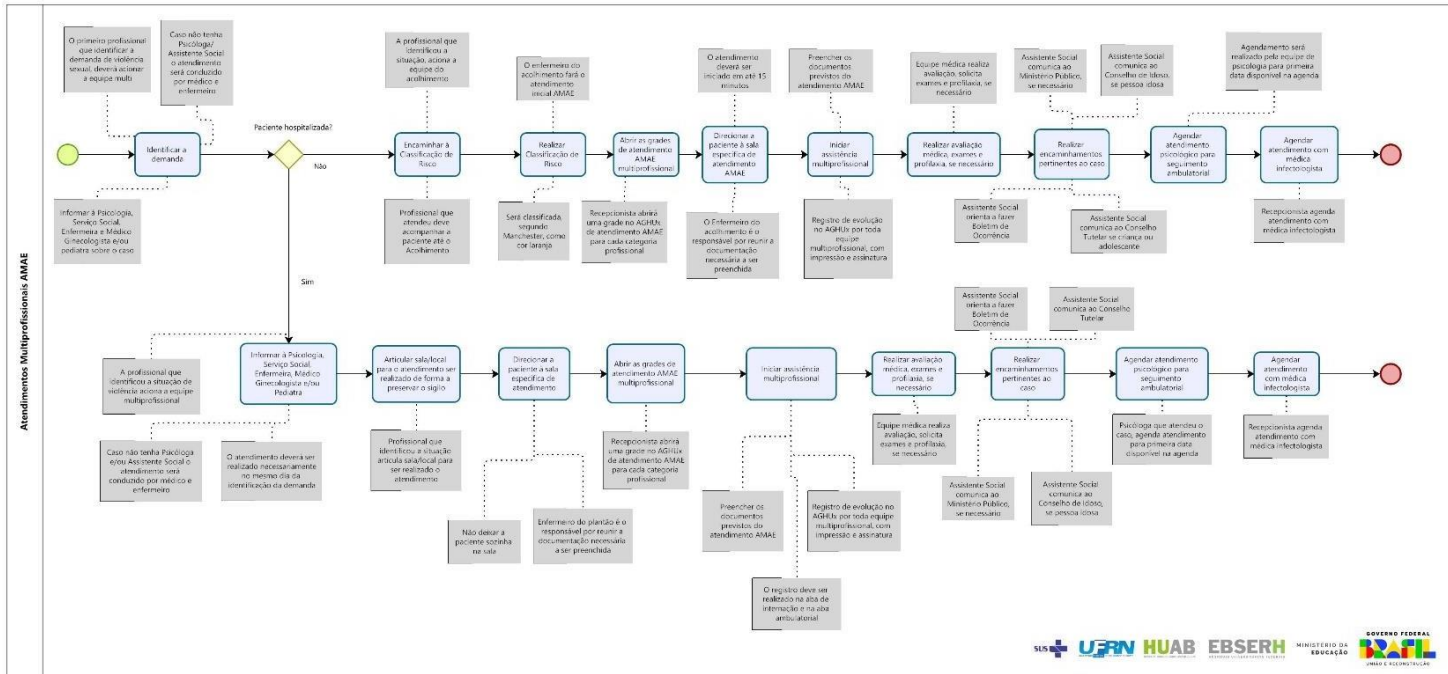 Atendimentos Multiprofissionais AMAE
O primeiro profissional
que identificar a
demanda de violência
sexual, deverá acionar
a equipe multi
Caso não tenha
Psicóloga/
Assistente Social o
atendimento
será conduzido
por médico e
enfermeiro
Identificar a
demanda
Informar à Psicologia,
Serviço Social,
Enfermeira e Médico
Ginecologista e/ou
pediatra sobre o caso
Paciente hospitalizada?
Não
Sim
A profissional que
identificou a
situação, aciona a
equipe do
acolhimento
Encaminhar à
Classificação de
Risco
Profissional que
atendeu deve
acompanhar a
paciente até o
Acolhimento
O enfermeiro do
acolhimento fará o
atendimento
inicial AMAE
Realizar
Classificação de
Risco
Será classificada,
segundo
Manchester, como
cor laranja
Abrir as grades de
atendimento
AMAE
multiprofissional
Recepcionista abrirá
uma grade no AGHUx
de atendimento AMAE
para cada categoria
profissional
O atendimento
deverá ser
iniciado em até 15
minutos
Direcionar a
paciente à sala
específica de
atendimento AMAE
O Enfermeiro do
acolhimento é o
responsável por reunir
a documentação
necessária a ser
preenchida
Preencher os
documentos
previstos do
atendimento AMAE
Iniciar
assistência
multiprofissional
Registro de evolução
no AGHUx por toda
equipe
multiprofissional, com
impressão e assinatura
Equipe médica realiza
avaliação, solicita
exames e profilaxia, se
necessário
Realizar avaliação
médica, exames e
profilaxia, se necessário
Assistente Social
comunica ao
Ministério Público,
se necessário
Assistente Social
comunica ao
Conselho de Idoso,
se pessoa idosa
Realizar
encaminhamentos
pertinentes ao caso
Assistente Social
orienta a fazer
Boletim de
Ocorrência
Assistente Social
comunica ao Conselho
Tutelar se criança ou
adolescente
Agendamento será
realizado pela equipe de
psicologia para primeira
data disponível na agenda
Agendar
atendimento
psicológico para
seguimento
ambulatorial
Agendar
atendimento com
médica
infectologista
Recepcionista agenda
atendimento com
médica infectologista
A profissional que
identificou a situação de
violência aciona a equipe
multiprofissional
Informar à Psicologia,
Serviço Social,
Enfermeira, Médico
Ginecologista e/ou
Pediatra
Caso não tenha Psicóloga
e/ou Assistente Social o
atendimento será
conduzido por médico e
enfermeiro
O atendimento deverá ser
realizado necessariamente
no mesmo dia da
identificação da demanda
Articular sala/local
para o atendimento ser
realizado de forma a
preservar o sigilo
Profissional que
identificou a situação
articula sala/local para
ser realizado o
atendimento
Direcionar a
paciente à sala
específica de
atendimento
Não deixar a
paciente sozinha
na sala
Enfermeiro do plantão é o
responsável por reunir a
documentação necessária
a ser preenchida
Abrir as grades de
atendimento AMAE
multiprofissional
Recepcionista abrirá
uma grade no AGHUx
de atendimento AMAE
para cada categoria
profissional
Iniciar assistência
multiprofissional
Preencher os
documentos
previstos do
atendimento AMAE
Registro de evolução no
AGHUx por toda equipe
multiprofissional, com
impressão e assinatura
O registro deve ser
realizado na aba de
internação e na aba
ambulatorial
Realizar avaliação
médica, exames e
profilaxia, se
necessário
Equipe médica realiza
avaliação, solicita
exames e profilaxia,
se necessário
Assistente Social
orienta a fazer
Boletim de
Ocorrência
Assistente Social
comunica ao Conselho
Tutelar
Realizar
encaminhamentos
pertinentes ao
caso
Assistente Social
comunica ao
Ministério Público,
se necessário
Assistente Social
comunica ao
Conselho de Idoso,
se pessoa idosa
Agendar atendimento
psicológico para
seguimento
ambulatorial
Psicóloga que atendeu o
caso, agenda atendimento
para primeira data
disponível na agenda
Agendar
atendimento
com médica
infectologista
Recepcionista agenda
atendimento com
médica infectologista
SUS
UFRN
HUAB
EBSERH
MINISTÉRIO DA
EDUCAÇÃO
GOVERNO FEDERAL
BRASIL
UNIÃO E RECONSTRUÇÃO